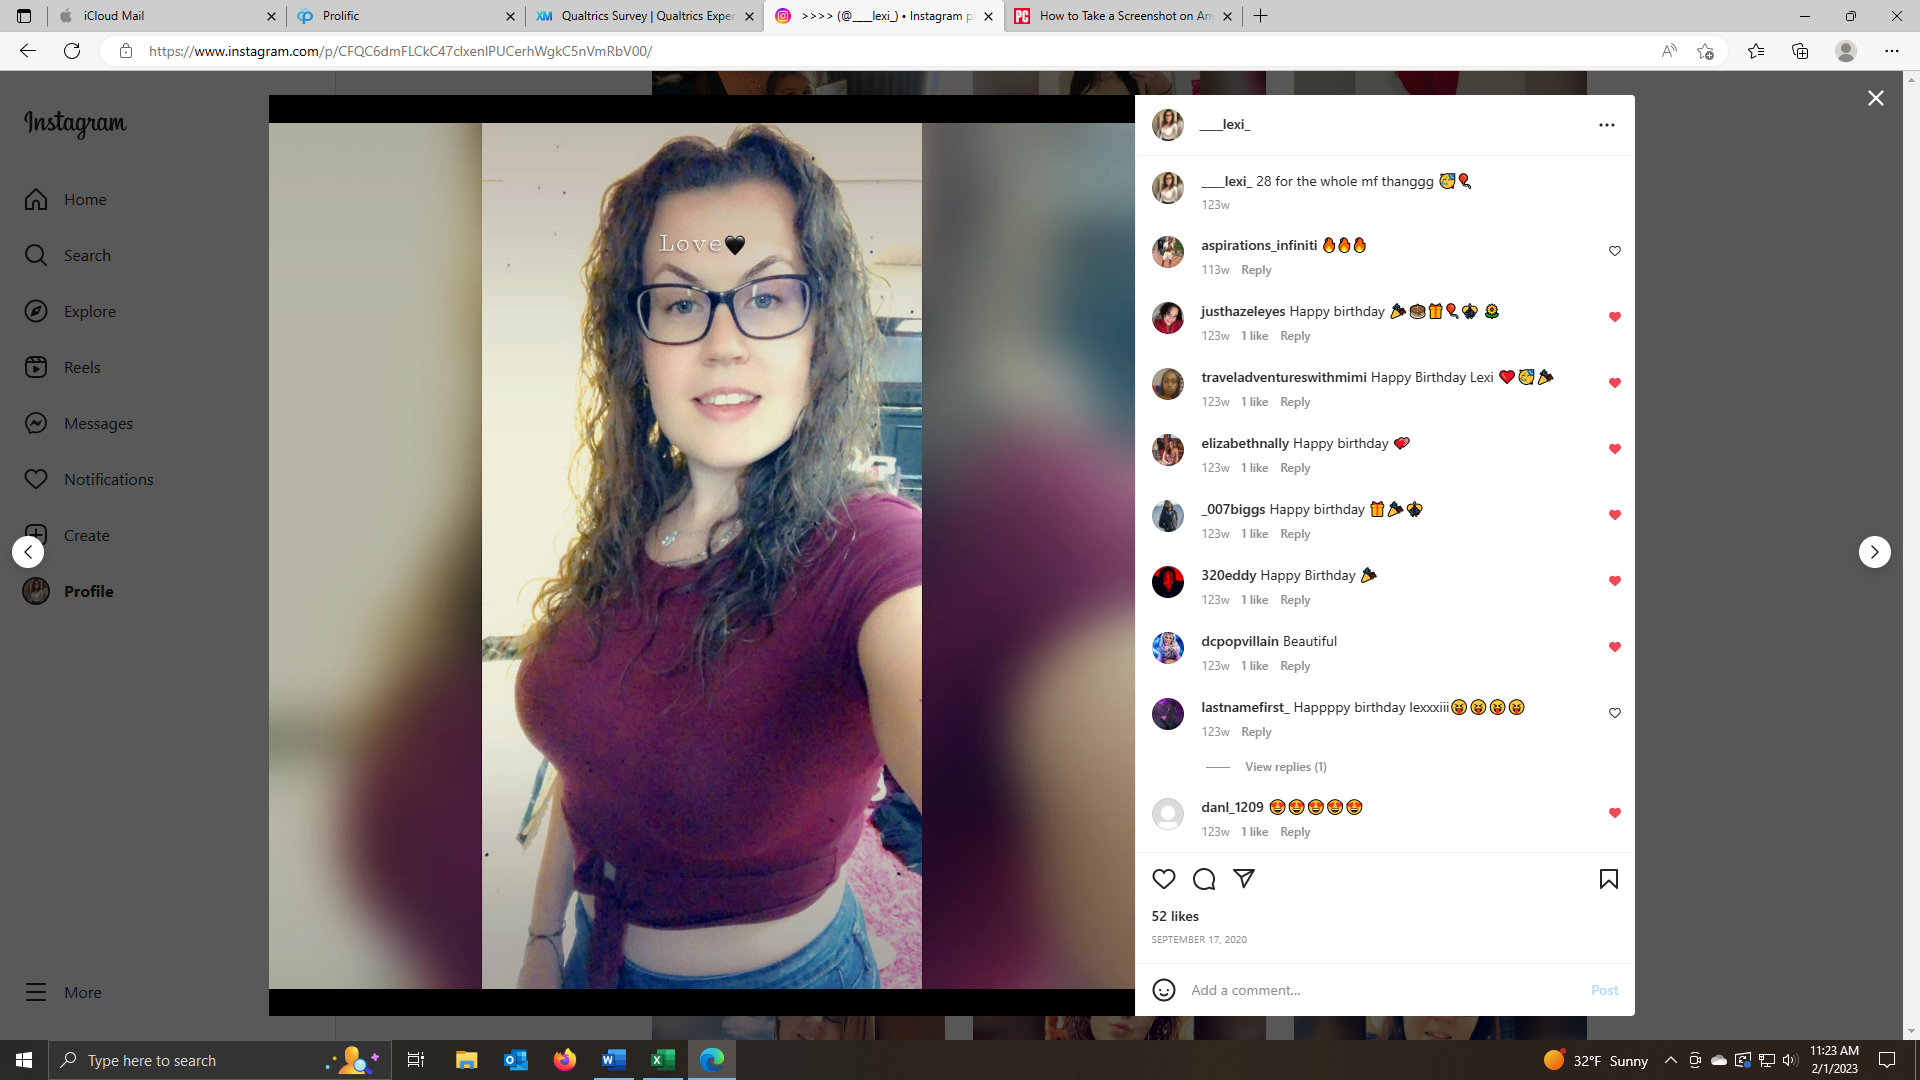 iCloud Mail
Prolific
Qualtrics Survey | Qualtrics Exper
>>>> (@____lexi_) • Instagram p
How to Take a Screenshot on An
https://www.instagram.com/p/CFQC6dmFLCkC47clxenlPUCerhWgkC5nVmRbV00/
Instagram
Home
Search
Explore
Reels
Messages
Notifications
Create
Profile
More
Love🖤
____lexi_
____lexi_ 28 for the whole mf thanggg 🥳🎈
123w
aspirations_infiniti 🔥🔥🔥
113w Reply
justhazeleyes Happy birthday
123w 1 like Reply
traveladventureswithmimi Happy Birthday Lexi ❤️🥳🎉
123w 1 like Reply
elizabethnally Happy birthday 💕
123w 1 like Reply
_007biggs Happy birthday
123w 1 like Reply
320eddy Happy Birthday 🎉
123w 1 like Reply
dcpopvillain Beautiful
123w 1 like Reply
lastnamefirst_ Happppy birthday lexxxiii😝😝😝😝
123w Reply
View replies (1)
danl_1209 😍😍😍😍😍
123w 1 like Reply
52 likes
SEPTEMBER 17, 2020
Add a comment...
Post
Type here to search
32°F Sunny
11:23 AM
2/1/2023